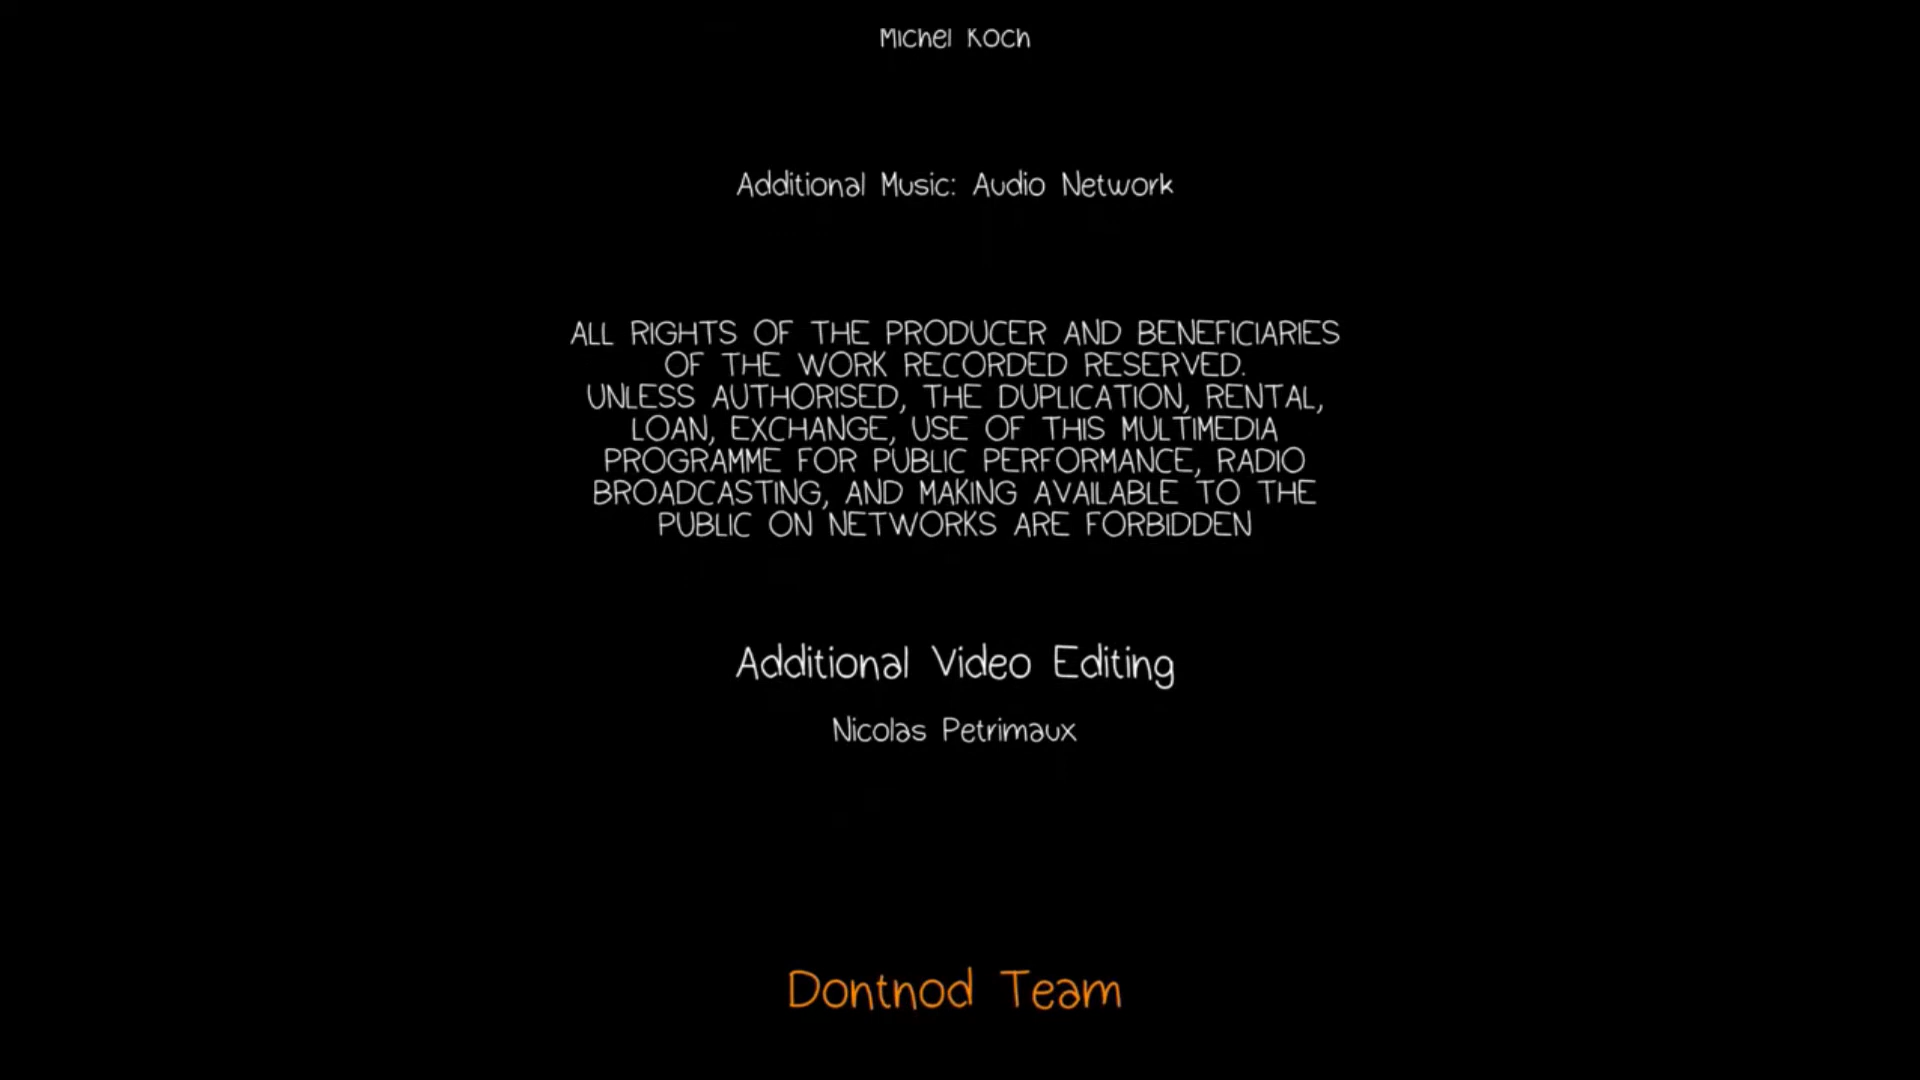 Michel Koch
Additional Music: Audio Network
ALL RIGHTS OF THE PRODUCER AND BENEFICIARIES
OF THE WORK RECORDED RESERVED.
UNLESS AUTHORISED, THE DUPLICATION, RENTAL,
LOAN, EXCHANGE, USE OF THIS MULTIMEDIA
PROGRAMME FOR PUBLIC PERFORMANCE, RADIO
BROADCASTING, AND MAKING AVAILABLE TO THE
PUBLIC ON NETWORKS ARE FORBIDDEN
Additional Video Editing
Nicolas Petrimaux
Dontnod Team